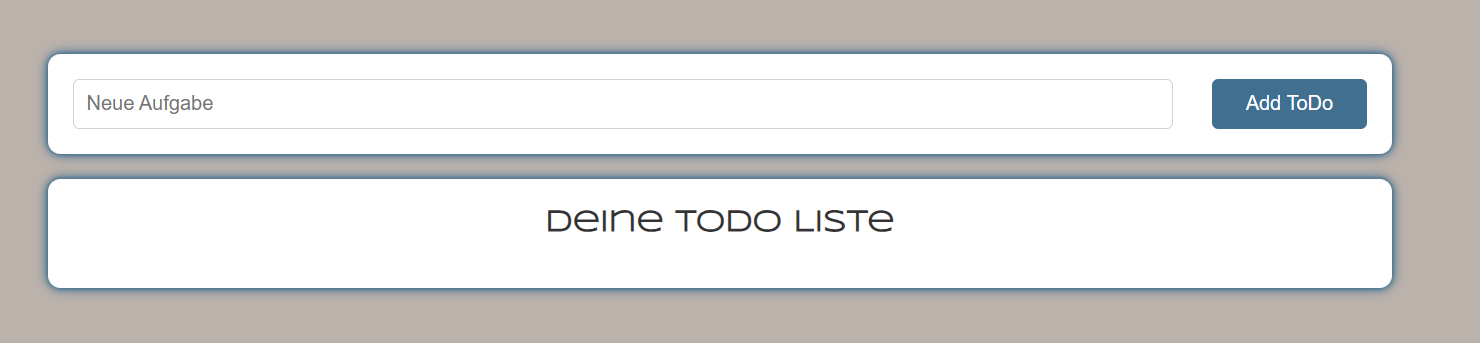 Neue Aufgabe
Add ToDo
Deine ToDo Liste